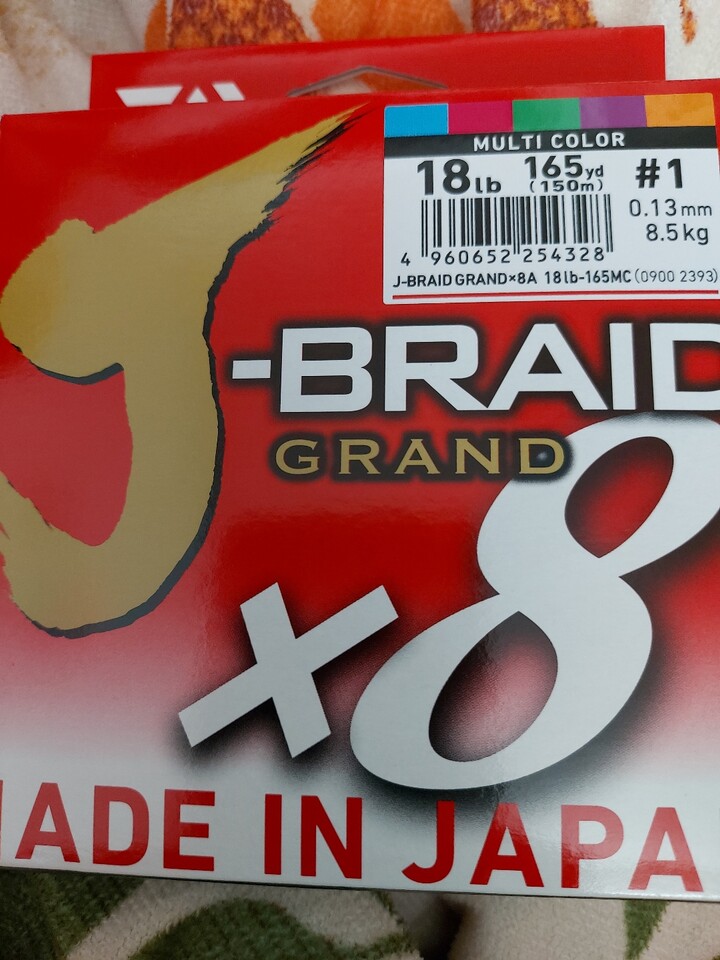 MULTI COLOR
18lb 165yd (150m) #1
0.13mm
8.5kg
4 960652 254328
J-BRAID GRAND×8A 18lb-165MC (0900 2393)
J-BRAID
GRAND
×8
MADE IN JAPA